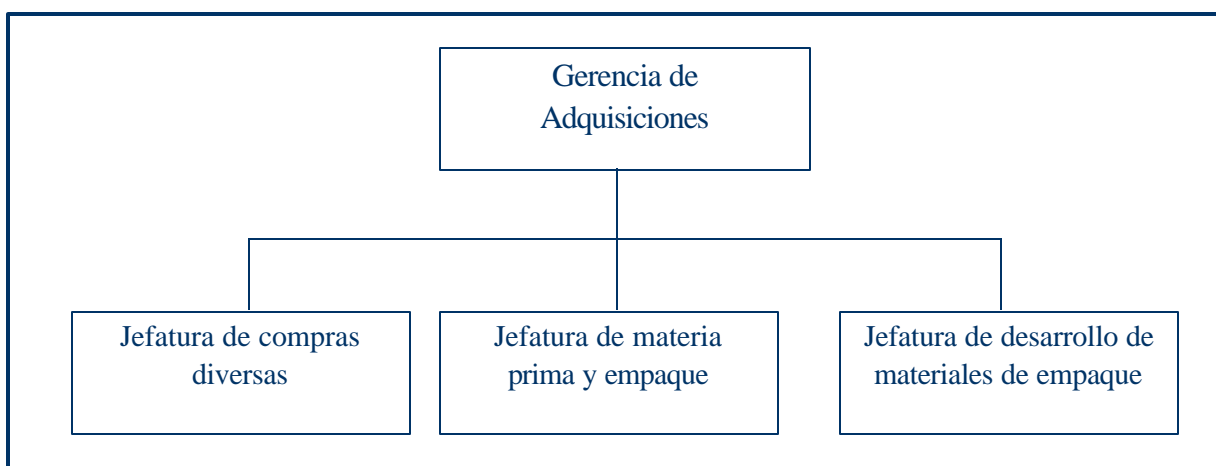 Gerencia de
Adquisiciones
Jefatura de compras
diversas
Jefatura de materia
prima y empaque
Jefatura de desarrollo de
materiales de empaque